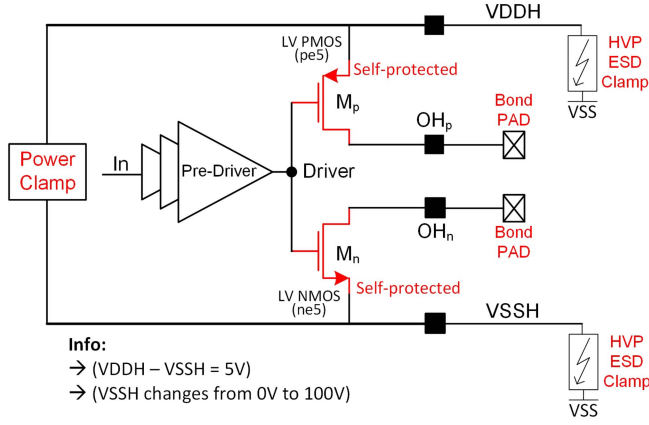 VDDH
LV PMOS
(pe5)
Self-protected
HVP
ESD
Clamp
VSS
Mp
OHp
Bond
PAD
Power
Clamp
In
Pre-Driver
Driver
Mn
OHn
Bond
PAD
LV NMOS
(ne5)
Self-protected
VSSH
HVP
ESD
Clamp
VSS
Info:
→ (VDDH – VSSH = 5V)
→ (VSSH changes from 0V to 100V)